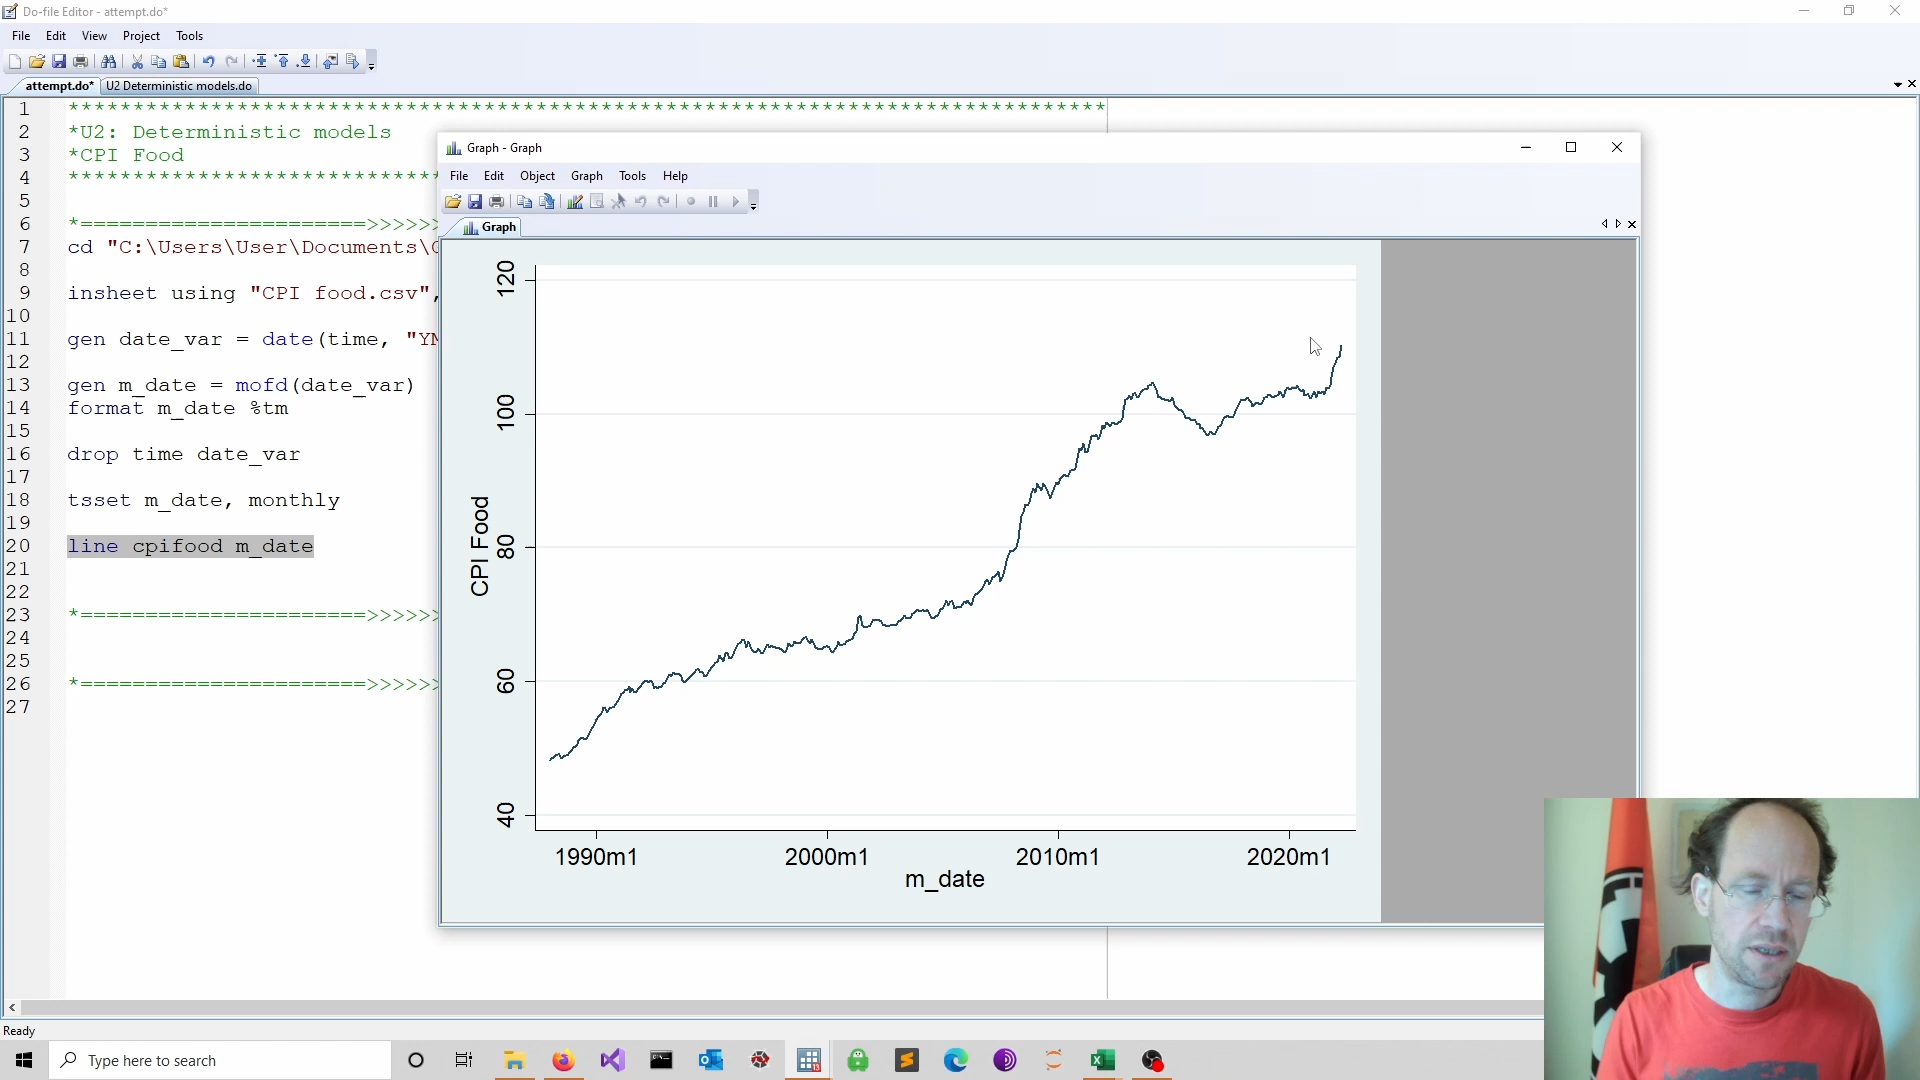 Do-file Editor - attempt.do*
File Edit View Project Tools
attempt.do* U2 Deterministic models.do
1 ********************************************************************************
2 *U2: Deterministic models
3 *CPI Food
4 *****************************
5
6 *======================>>>>>>
7 cd "C:\Users\User\Documents\
8
9 insheet using "CPI food.csv",
10
11 gen date_var = date(time, "YM
12
13 gen m_date = mofd(date_var)
14 format m_date %tm
15
16 drop time date_var
17
18 tsset m_date, monthly
19
20 line cpifood m_date
21
22
23 *======================>>>>>>
24
25
26 *======================>>>>>>
27
Graph - Graph
File Edit Object Graph Tools Help
Graph
120
100
80
60
40
CPI Food
1990m1 2000m1 2010m1 2020m1
m_date
Ready
Type here to search